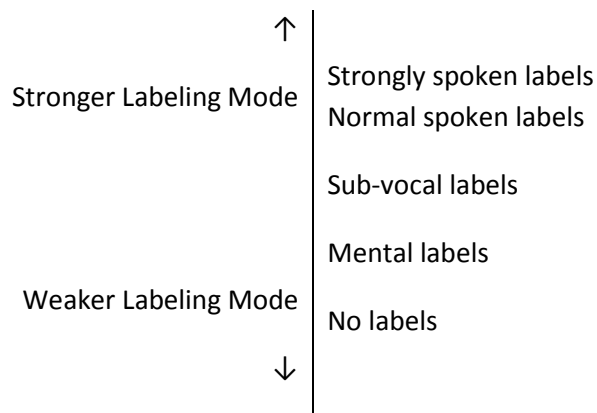 ↑
Strongly spoken labels
Stronger Labeling Mode
Normal spoken labels
Sub-vocal labels
Mental labels
Weaker Labeling Mode
No labels
↓